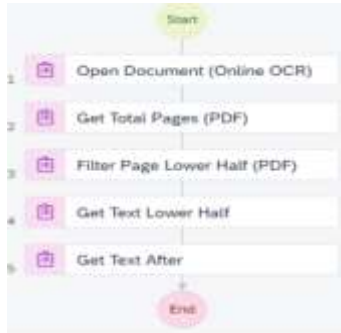 Start
1 Open Document (Online OCR)
2 Get Total Pages (PDF)
3 Filter Page Lower Half (PDF)
4 Get Text Lower Half
5 Get Text After
End